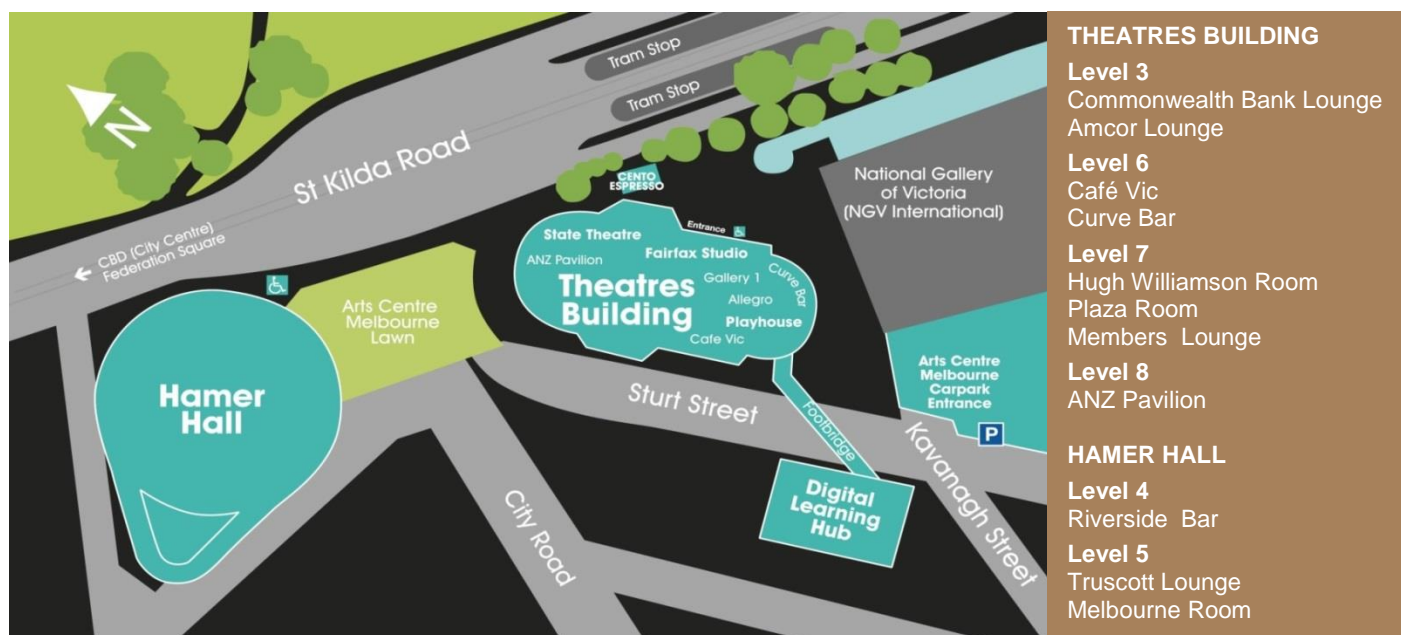 Tram Stop
Tram Stop
N
St Kilda Road
CBD (City Centre)
Federation Square
CENTO
ESPRESSO
National Gallery
of Victoria
(NGV International)
Entrance
State Theatre
ANZ Pavilion
Fairfax Studio
Gallery 1
Curve Bar
Allegro
Theatres
Building
Playhouse
Cafe Vic
Arts Centre
Melbourne
Lawn
Hamer
Hall
Sturt Street
Footbridge
Arts Centre
Melbourne
Carpark
Entrance
P
Kavanagh Street
City Road
Digital
Learning
Hub
THEATRES BUILDING
Level 3
Commonwealth Bank Lounge
Amcor Lounge
Level 6
Café Vic
Curve Bar
Level 7
Hugh Williamson Room
Plaza Room
Members Lounge
Level 8
ANZ Pavilion
HAMER HALL
Level 4
Riverside Bar
Level 5
Truscott Lounge
Melbourne Room